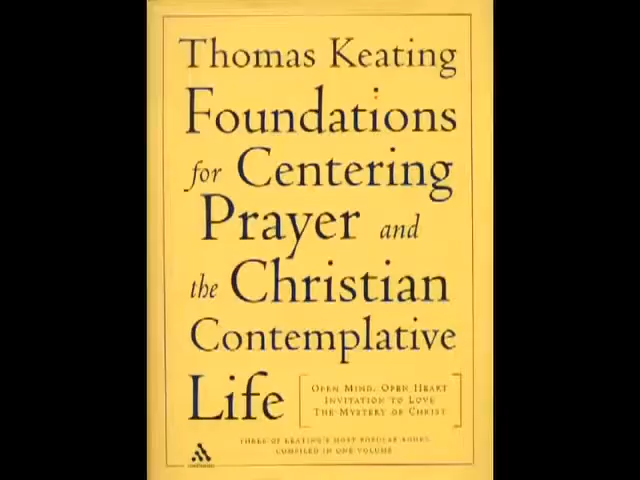 Thomas Keating
Foundations
for Centering
Prayer and
the Christian
Contemplative
Life
OPEN MIND, OPEN HEART
INVITATION TO LOVE
THE MYSTERY OF CHRIST
THREE OF KEATING'S MOST POPULAR BOOKS
COMPILED IN ONE VOLUME